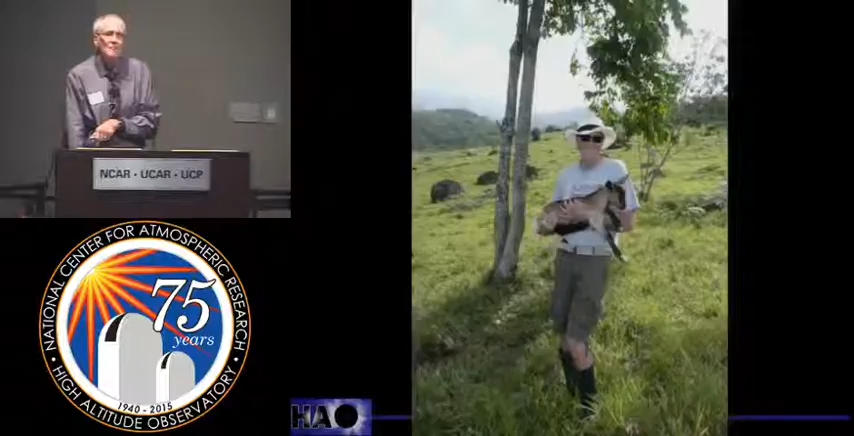 NCAR · UCAR · UCP
NATIONAL CENTER FOR ATMOSPHERIC RESEARCH
75
years
1940 - 2015
HIGH ALTITUDE OBSERVATORY
HAO